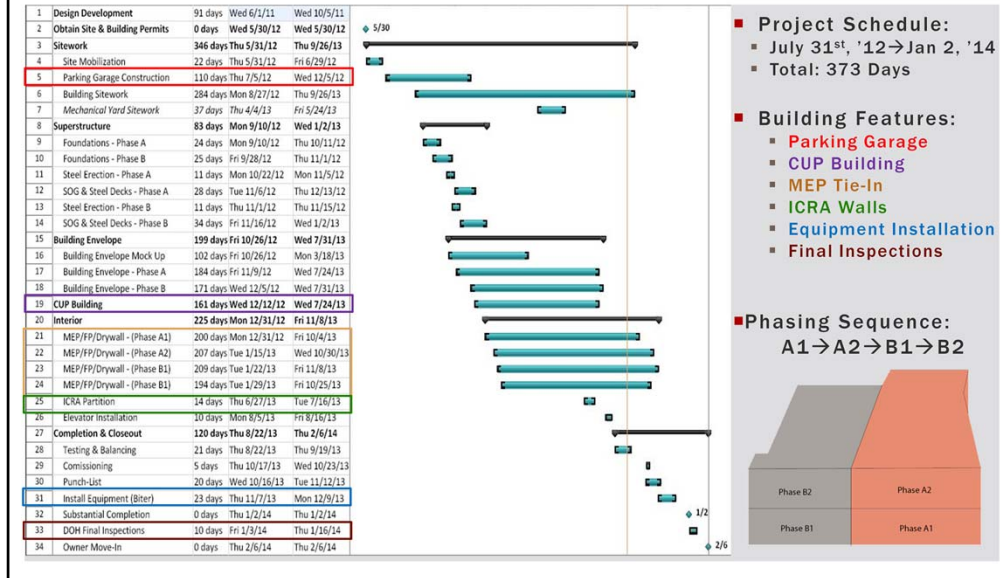 1 Design Development 91 days Wed 6/1/11 Wed 10/5/11
2 Obtain Site & Building Permits 0 days Wed 5/30/12 Wed 5/30/12 5/30
3 Sitework 346 days Thu 5/31/12 Thu 9/26/13
4 Site Mobilization 22 days Thu 5/31/12 Fri 6/29/12
5 Parking Garage Construction 110 days Thu 7/5/12 Wed 12/5/12
6 Building Sitework 284 days Mon 8/27/12 Thu 9/26/13
7 Mechanical Yard Sitework 37 days Thu 4/4/13 Fri 5/24/13
8 Superstructure 83 days Mon 9/10/12 Wed 1/2/13
9 Foundations - Phase A 24 days Mon 9/10/12 Thu 10/11/12
10 Foundations - Phase B 25 days Fri 9/28/12 Thu 11/1/12
11 Steel Erection - Phase A 11 days Mon 10/22/12 Mon 11/5/12
12 SOG & Steel Decks - Phase A 28 days Tue 11/6/12 Thu 12/13/12
13 Steel Erection - Phase B 11 days Thu 11/1/12 Thu 11/15/12
14 SOG & Steel Decks - Phase B 34 days Fri 11/16/12 Wed 1/2/13
15 Building Envelope 199 days Fri 10/26/12 Wed 7/31/13
16 Building Envelope Mock Up 102 days Fri 10/26/12 Mon 3/18/13
17 Building Envelope - Phase A 184 days Fri 11/9/12 Wed 7/24/13
18 Building Envelope - Phase B 171 days Wed 12/5/12 Wed 7/31/13
19 CUP Building 161 days Wed 12/12/12 Wed 7/24/13
20 Interior 225 days Mon 12/31/12 Fri 11/8/13
21 MEP/FP/Drywall - (Phase A1) 200 days Mon 12/31/12 Fri 10/4/13
22 MEP/FP/Drywall - (Phase A2) 207 days Tue 1/15/13 Wed 10/30/13
23 MEP/FP/Drywall - (Phase B1) 209 days Tue 1/22/13 Fri 11/8/13
24 MEP/FP/Drywall - (Phase B1) 194 days Tue 1/29/13 Fri 10/25/13
25 ICRA Partition 14 days Thu 6/27/13 Tue 7/16/13
26 Elevator Installation 10 days Mon 8/5/13 Fri 8/16/13
27 Completion & Closeout 120 days Thu 8/22/13 Thu 2/6/14
28 Testing & Balancing 21 days Thu 8/22/13 Thu 9/19/13
29 Comissioning 5 days Thu 10/17/13 Wed 10/23/13
30 Punch-List 20 days Wed 10/16/13 Tue 11/12/13
31 Install Equipment (Biter) 23 days Thu 11/7/13 Mon 12/9/13
32 Substantial Completion 0 days Thu 1/2/14 Thu 1/2/14 1/2
33 DOH Final Inspections 10 days Fri 1/3/14 Thu 1/16/14
34 Owner Move-In 0 days Thu 2/6/14 Thu 2/6/14 2/6
Project Schedule:
July 31st, '12→Jan 2, '14
Total: 373 Days
Building Features:
Parking Garage
CUP Building
MEP Tie-In
ICRA Walls
Equipment Installation
Final Inspections
Phasing Sequence:
A1→A2→B1→B2
Phase B2 Phase A2
Phase B1 Phase A1